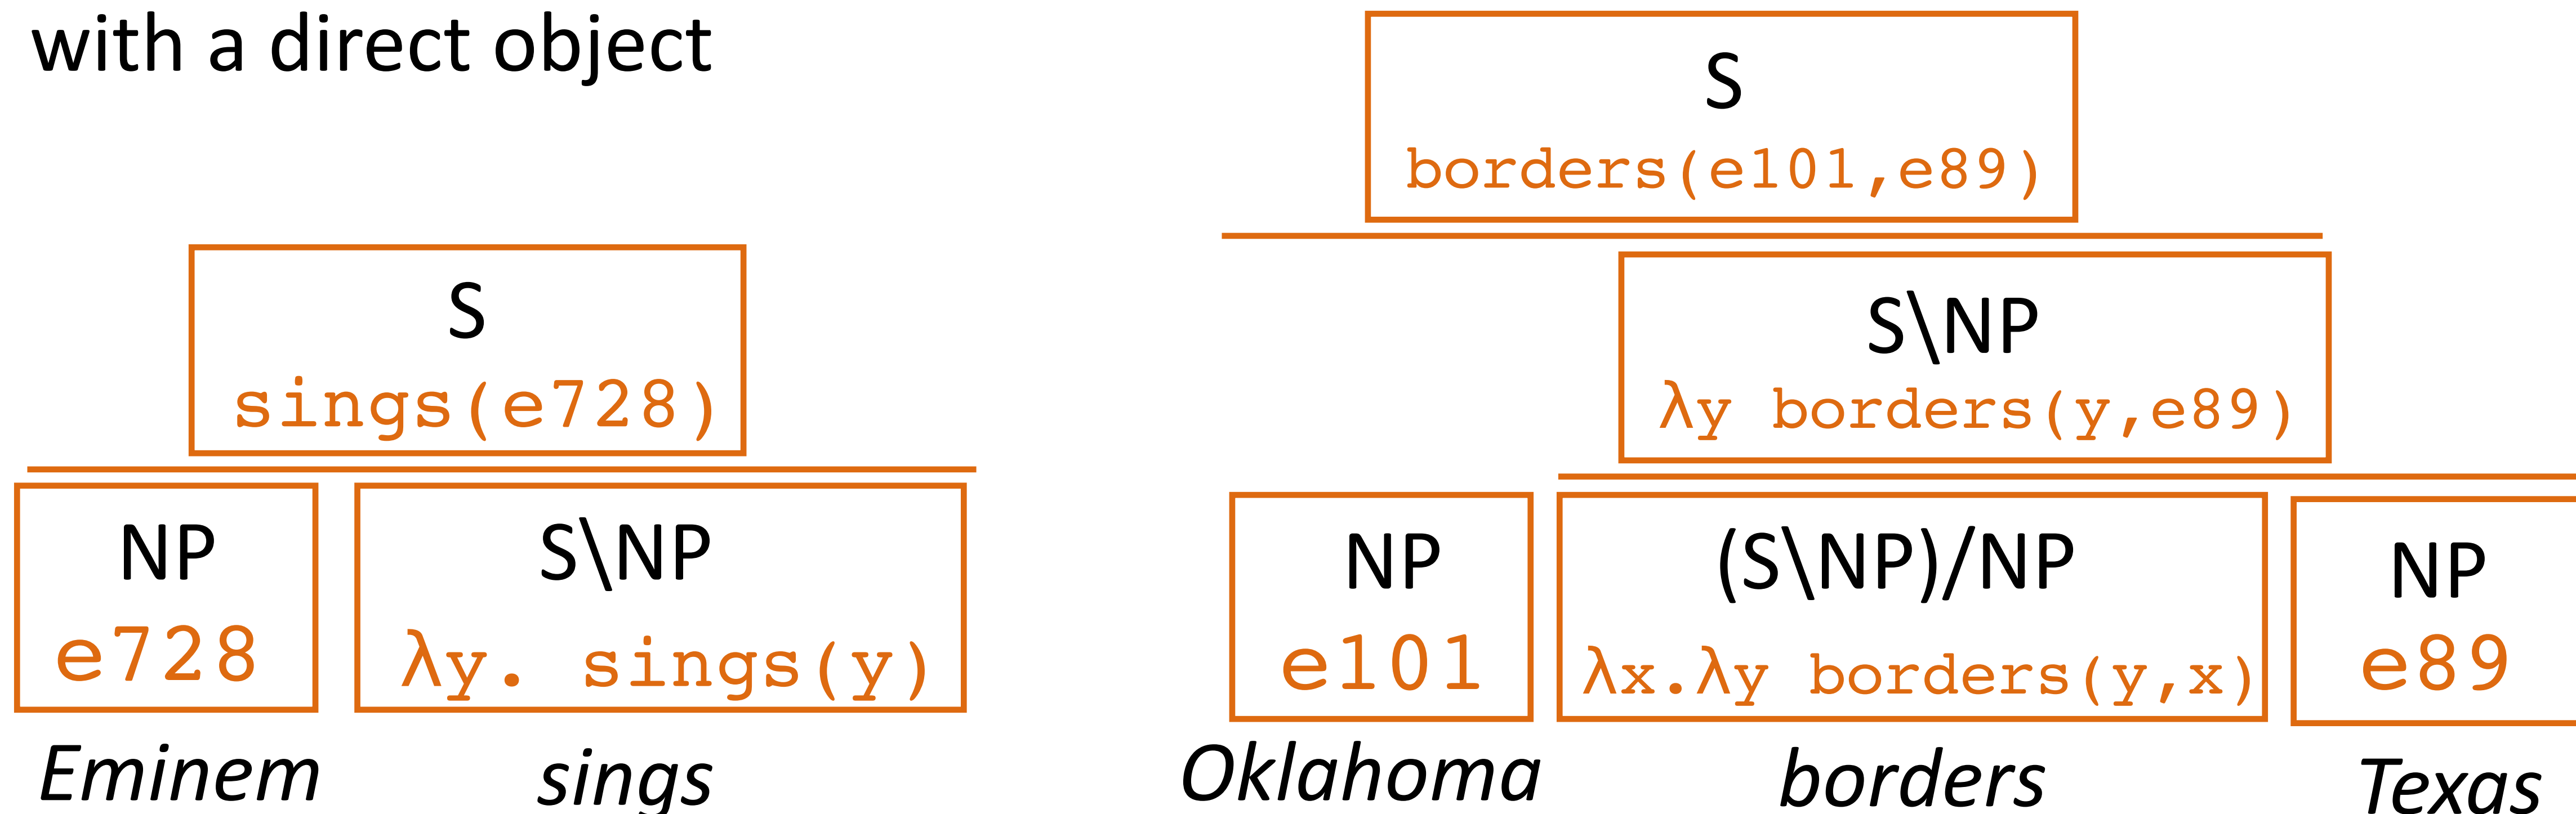 with a direct object
S
sings(e728)
NP
e728
S\NP
λy. sings(y)
Eminem
sings
S
borders(e101,e89)
S\NP
λy borders(y,e89)
NP
e101
(S\NP)/NP
λx.λy borders(y,x)
NP
e89
Oklahoma
borders
Texas